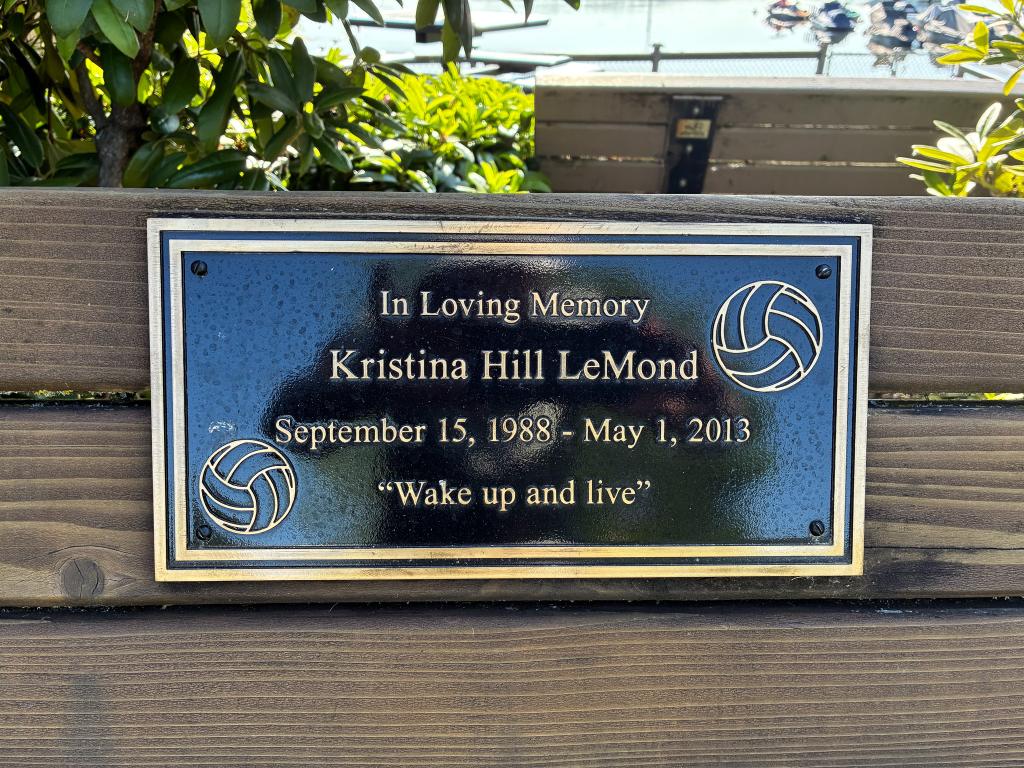 In Loving Memory
Kristina Hill LeMond
September 15, 1988 - May 1, 2013
“Wake up and live”